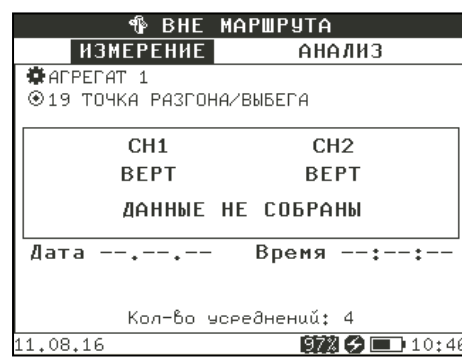 ВНЕ МАРШРУТА
ИЗМЕРЕНИЕ АНАЛИЗ
АГРЕГАТ 1
19 ТОЧКА РАЗГОНА/ВЫБЕГА
CH1 CH2
ВЕРТ ВЕРТ
ДАННЫЕ НЕ СОБРАНЫ
Дата --.--.-- Время --:--:--
Кол-во усреднений: 4
11.08.16 97% 10:46